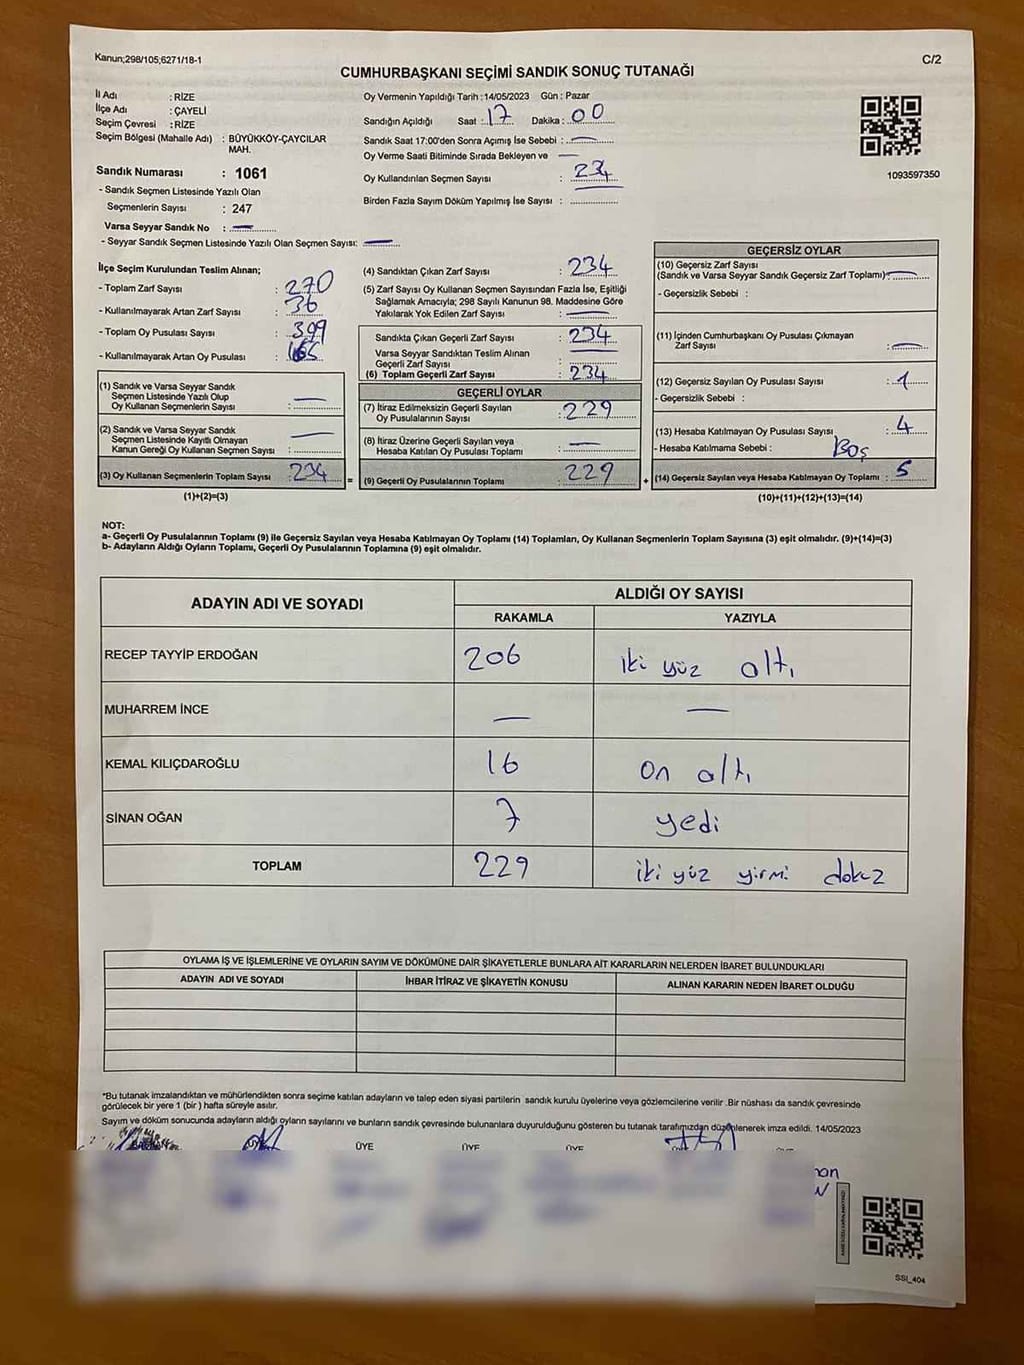 Kanun;298/105;6271/18-1
C/2
CUMHURBAŞKANI SEÇİMİ SANDIK SONUÇ TUTANAĞI
İl Adı : RİZE
İlçe Adı : ÇAYELİ
Seçim Çevresi : RİZE
Seçim Bölgesi (Mahalle Adı) : BÜYÜKKÖY-ÇAYCILAR MAH.
Sandık Numarası : 1061
- Sandık Seçmen Listesinde Yazılı Olan
Seçmenlerin Sayısı : 247
Varsa Seyyar Sandık No : —
- Seyyar Sandık Seçmen Listesinde Yazılı Olan Seçmen Sayısı: —
Oy Vermenin Yapıldığı Tarih :14/05/2023 Gün : Pazar
Sandığın Açıldığı Saat : 17 Dakika : 00
Sandık Saat 17:00'den Sonra Açımış İse Sebebi : —
Oy Verme Saati Bitiminde Sırada Bekleyen ve —
Oy Kullandırılan Seçmen Sayısı : 234
Birden Fazla Sayım Döküm Yapılmış İse Sayısı :
1093597350
İlçe Seçim Kurulundan Teslim Alınan;
- Toplam Zarf Sayısı : 270
- Kullanılmayarak Artan Zarf Sayısı : 36
- Toplam Oy Pusulası Sayısı : 399
- Kullanılmayarak Artan Oy Pusulası : 165
(1) Sandık ve Varsa Seyyar Sandık
Seçmen Listesinde Yazılı Olup
Oy Kullanan Seçmenlerin Sayısı : —
(2) Sandık ve Varsa Seyyar Sandık
Seçmen Listesinde Kayıtlı Olmayan
Kanun Gereği Oy Kullanan Seçmen Sayısı : —
(3) Oy Kullanan Seçmenlerin Toplam Sayısı : 234
(1)+(2)=(3)
(4) Sandıktan Çıkan Zarf Sayısı : 234
(5) Zarf Sayısı Oy Kullanan Seçmen Sayısından Fazla İse, Eşitliği
Sağlamak Amacıyla; 298 Sayılı Kanunun 98. Maddesine Göre
Yakılarak Yok Edilen Zarf Sayısı : —
Sandıkta Çıkan Geçerli Zarf Sayısı : 234
Varsa Seyyar Sandıktan Teslim Alınan
Geçerli Zarf Sayısı : —
(6) Toplam Geçerli Zarf Sayısı : 234
GEÇERLİ OYLAR
(7) İtiraz Edilmeksizin Geçerli Sayılan
Oy Pusulalarının Sayısı : 229
(8) İtiraz Üzerine Geçerli Sayılan veya
Hesaba Katılan Oy Pusulası Toplamı : —
= (9) Geçerli Oy Pusulalarının Toplamı : 229
GEÇERSİZ OYLAR
(10) Geçersiz Zarf Sayısı
(Sandık ve Varsa Seyyar Sandık Geçersiz Zarf Toplamı): —
- Geçersizlik Sebebi :
(11) İçinden Cumhurbaşkanı Oy Pusulası Çıkmayan
Zarf Sayısı : —
(12) Geçersiz Sayılan Oy Pusulası Sayısı : 1
- Geçersizlik Sebebi :
(13) Hesaba Katılmayan Oy Pusulası Sayısı : 4
- Hesaba Katılmama Sebebi : Boş
+ (14) Geçersiz Sayılan veya Hesaba Katılmayan Oy Toplamı : 5
(10)+(11)+(12)+(13)=(14)
NOT:
a- Geçerli Oy Pusulalarının Toplamı (9) ile Geçersiz Sayılan veya Hesaba Katılmayan Oy Toplamı (14) Toplamları, Oy Kullanan Seçmenlerin Toplam Sayısına (3) eşit olmalıdır. (9)+(14)=(3)
b- Adayların Aldığı Oyların Toplamı, Geçerli Oy Pusulalarının Toplamına (9) eşit olmalıdır.
ADAYIN ADI VE SOYADI
ALDIĞI OY SAYISI
RAKAMLA YAZIYLA
RECEP TAYYİP ERDOĞAN 206 iki yüz altı
MUHARREM İNCE — —
KEMAL KILIÇDAROĞLU 16 on altı
SİNAN OĞAN 7 yedi
TOPLAM 229 iki yüz yirmi dokuz
OYLAMA İŞ VE İŞLEMLERİNE VE OYLARIN SAYIM VE DÖKÜMÜNE DAİR ŞİKAYETLERLE BUNLARA AİT KARARLARIN NELERDEN İBARET BULUNDUKLARI
ADAYIN ADI VE SOYADI İHBAR İTİRAZ VE ŞİKAYETİN KONUSU ALINAN KARARIN NEDEN İBARET OLDUĞU
*Bu tutanak imzalandıktan ve mühürlendikten sonra seçime katılan adayların ve talep eden siyasi partilerin sandık kurulu üyelerine veya gözlemcilerine verilir .Bir nüshası da sandık çevresinde
görülecek bir yere 1 (bir ) hafta süreyle asılır.
Sayım ve döküm sonucunda adayların aldığı oyların sayılarını ve bunların sandık çevresinde bulunanlara duyurulduğunu gösteren bu tutanak tarafımızdan düzenlenerek imza edildi. 14/05/2023
BAŞKAN ÜYE ÜYE ÜYE ÜYE
SSI_404